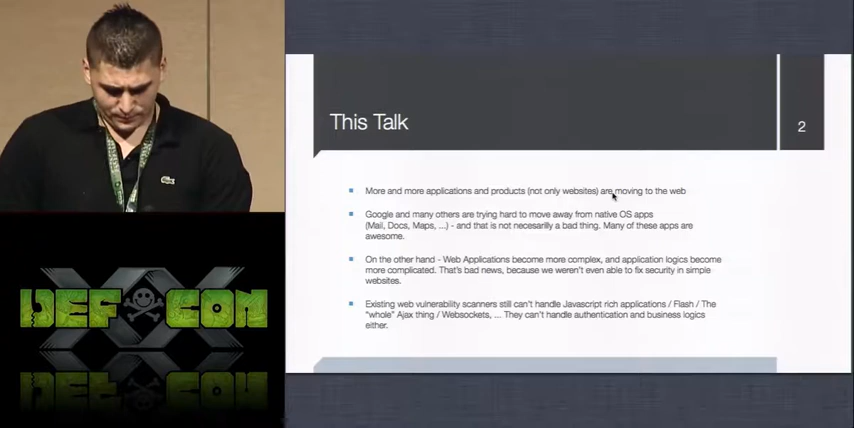 This Talk
2
More and more applications and products (not only websites) are moving to the web
Google and many others are trying hard to move away from native OS apps
(Mail, Docs, Maps, ...) - and that is not necesarilly a bad thing. Many of these apps are
awesome.
On the other hand - Web Applications become more complex, and application logics become
more complicated. That's bad news, because we weren't even able to fix security in simple
websites.
Existing web vulnerability scanners still can't handle Javascript rich applications / Flash / The
"whole" Ajax thing / Websockets, ... They can't handle authentication and business logics
either.
DEFCON
XX